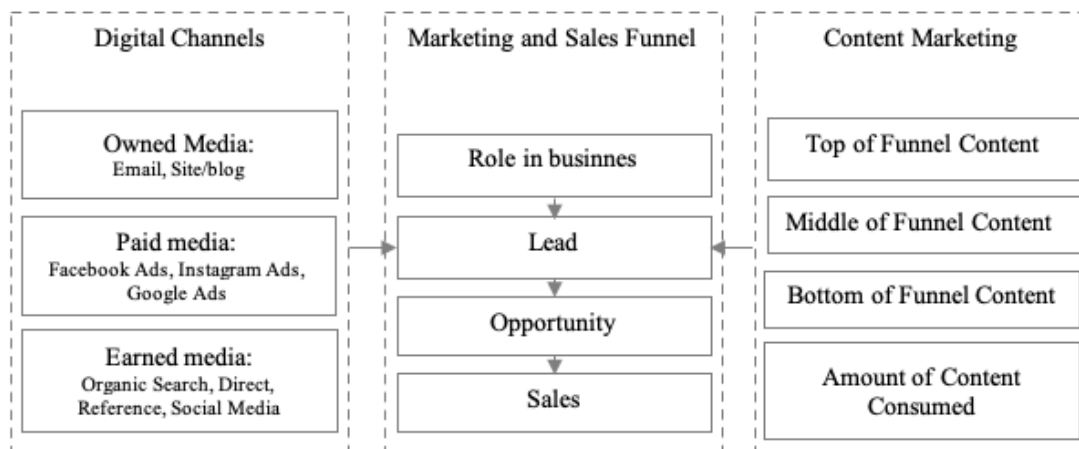 Digital Channels
Owned Media:
Email, Site/blog
Paid media:
Facebook Ads, Instagram Ads,
Google Ads
Earned media:
Organic Search, Direct,
Reference, Social Media
Marketing and Sales Funnel
Role in businnes
Lead
Opportunity
Sales
Content Marketing
Top of Funnel Content
Middle of Funnel Content
Bottom of Funnel Content
Amount of Content
Consumed